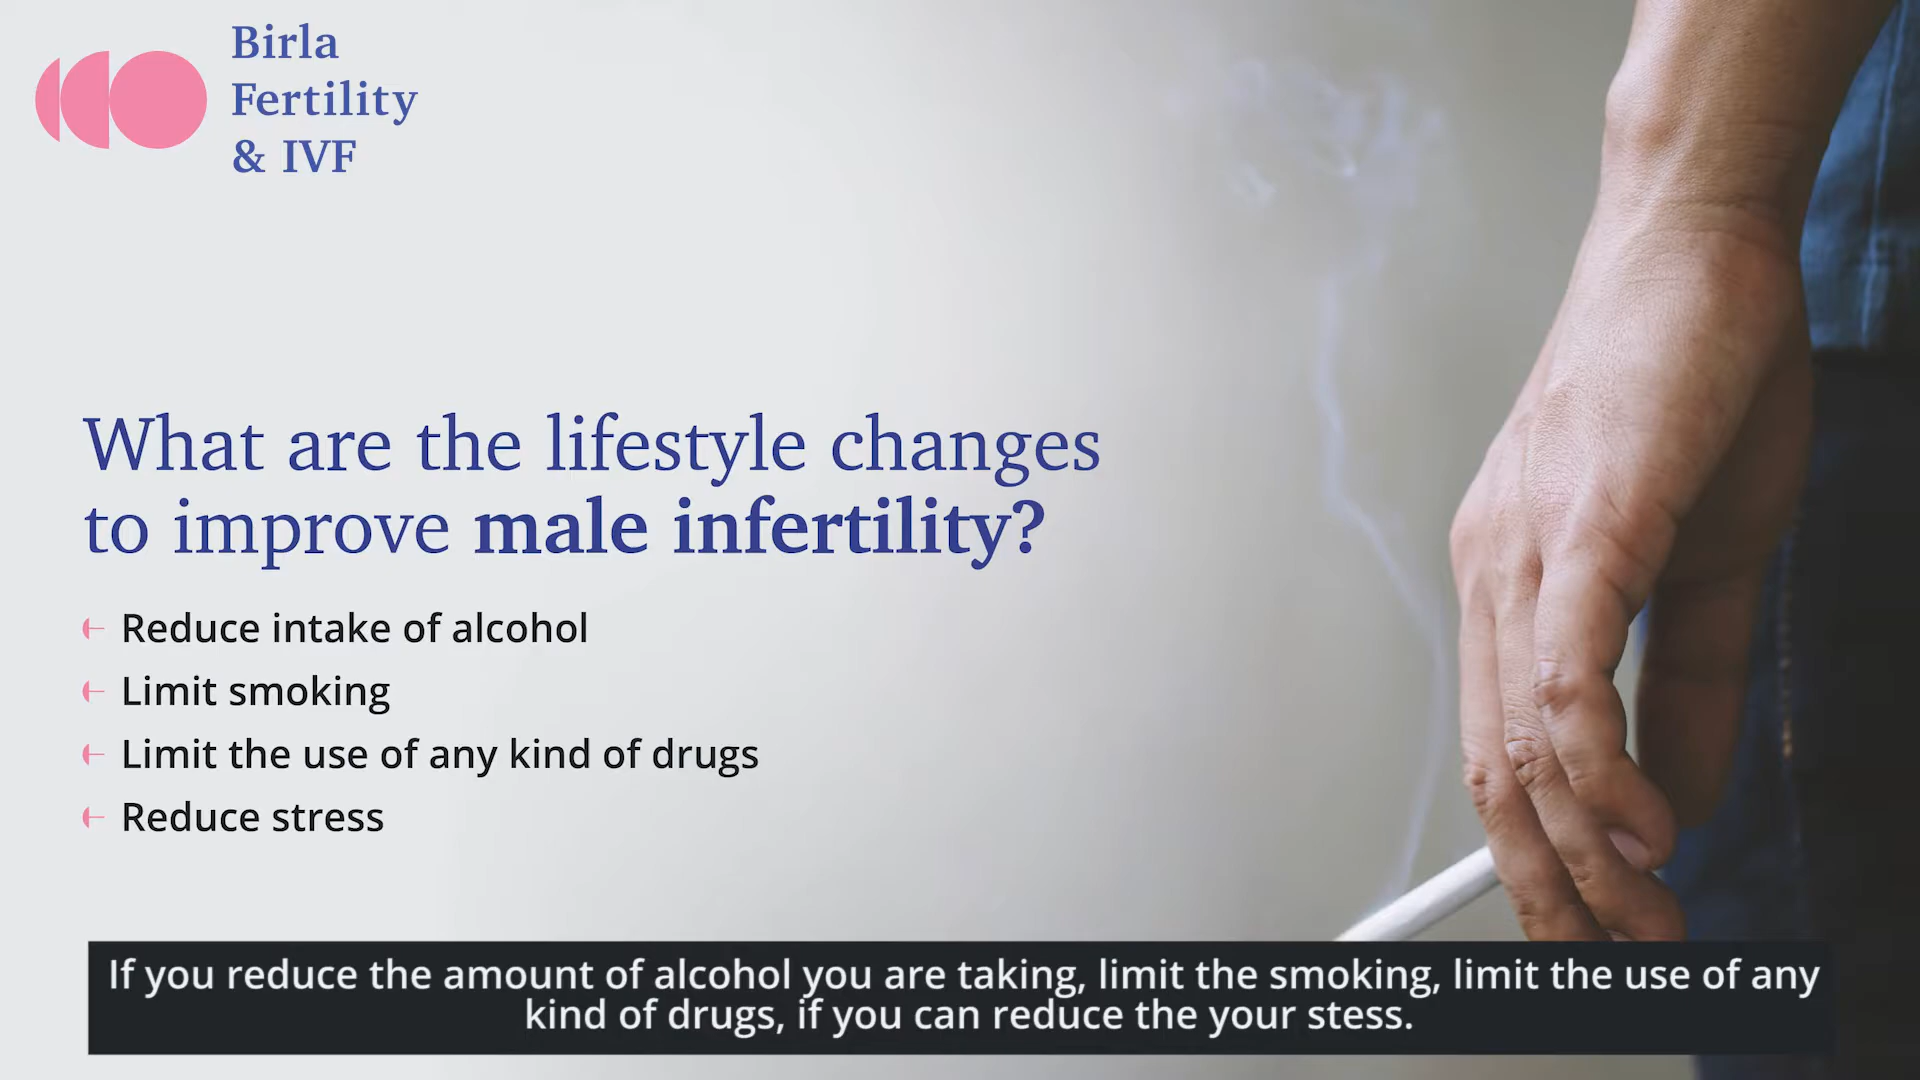 Birla
Fertility
& IVF
What are the lifestyle changes
to improve male infertility?
Reduce intake of alcohol
Limit smoking
Limit the use of any kind of drugs
Reduce stress
If you reduce the amount of alcohol you are taking, limit the smoking, limit the use of any
kind of drugs, if you can reduce the your stess.